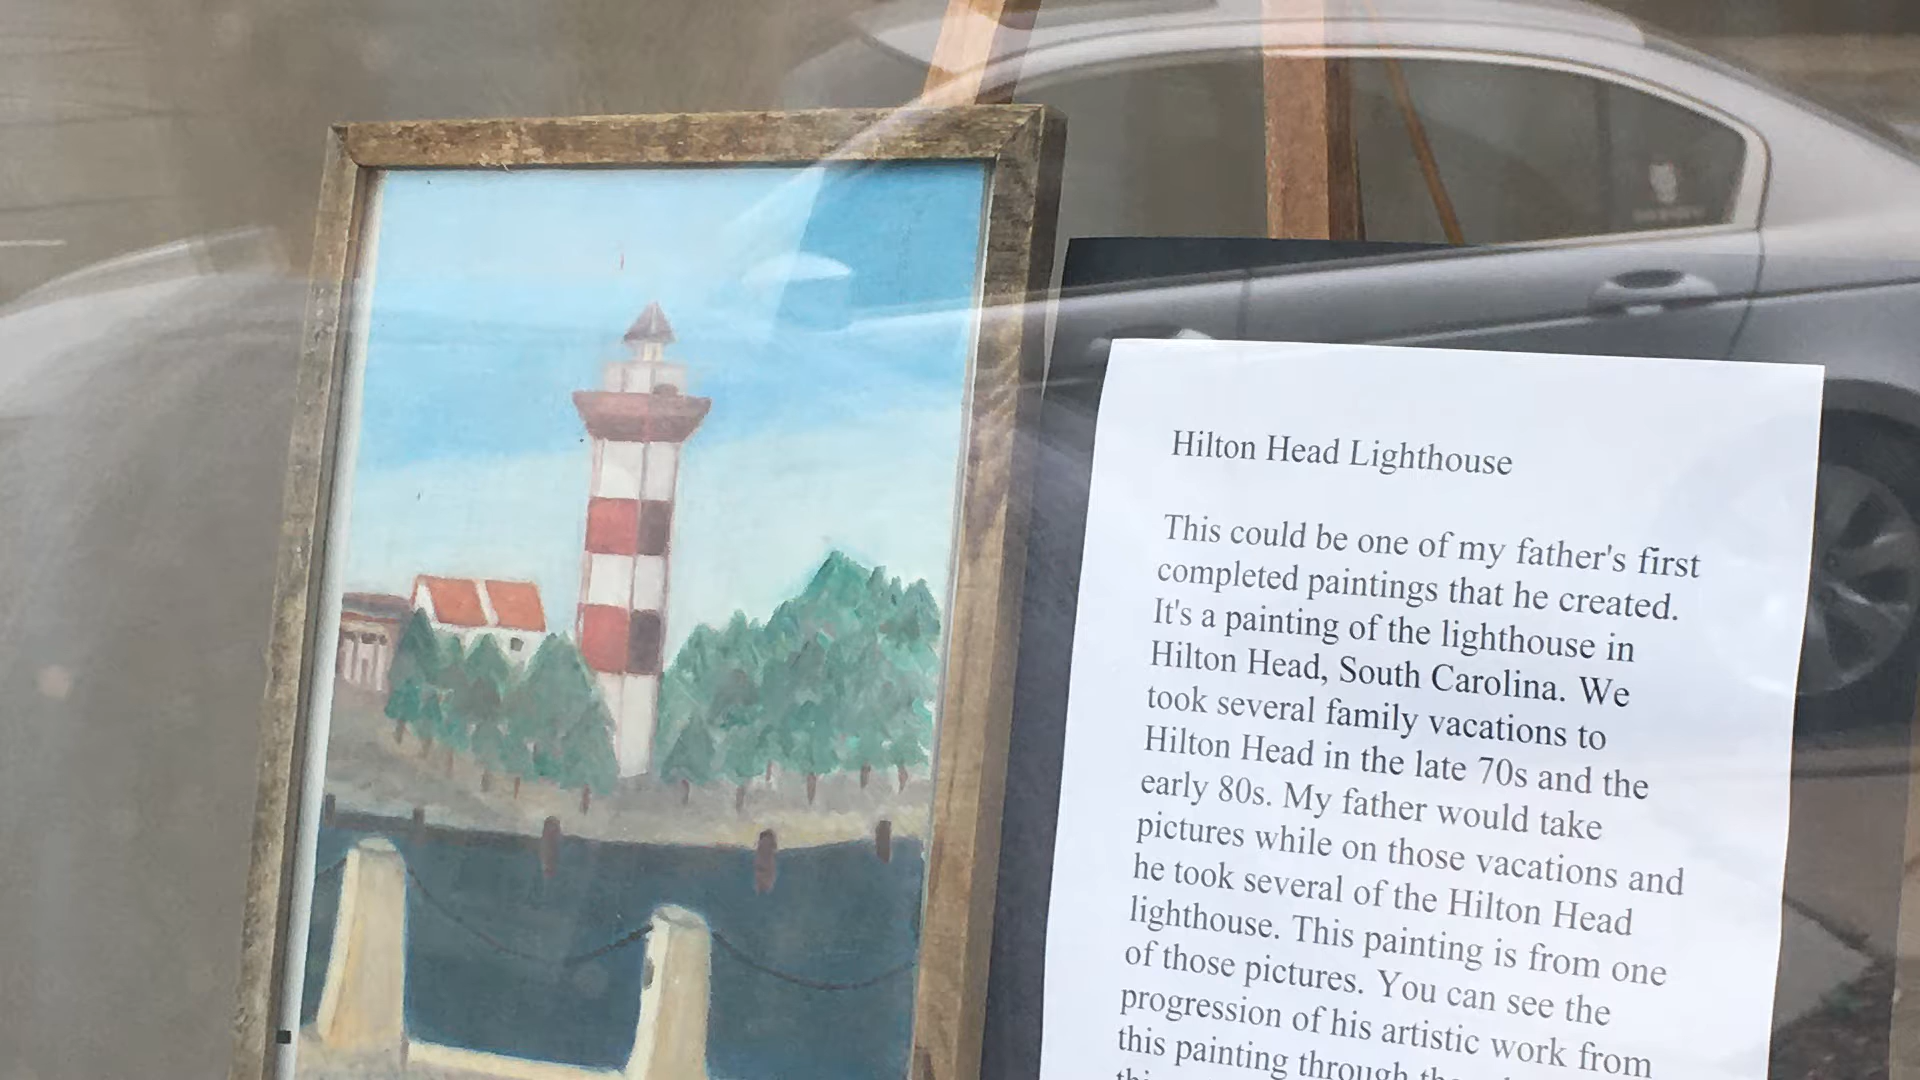 Hilton Head Lighthouse
This could be one of my father's first
completed paintings that he created.
It's a painting of the lighthouse in
Hilton Head, South Carolina. We
took several family vacations to
Hilton Head in the late 70s and the
early 80s. My father would take
pictures while on those vacations and
he took several of the Hilton Head
lighthouse. This painting is from one
of those pictures. You can see the
progression of his artistic work from
this painting through